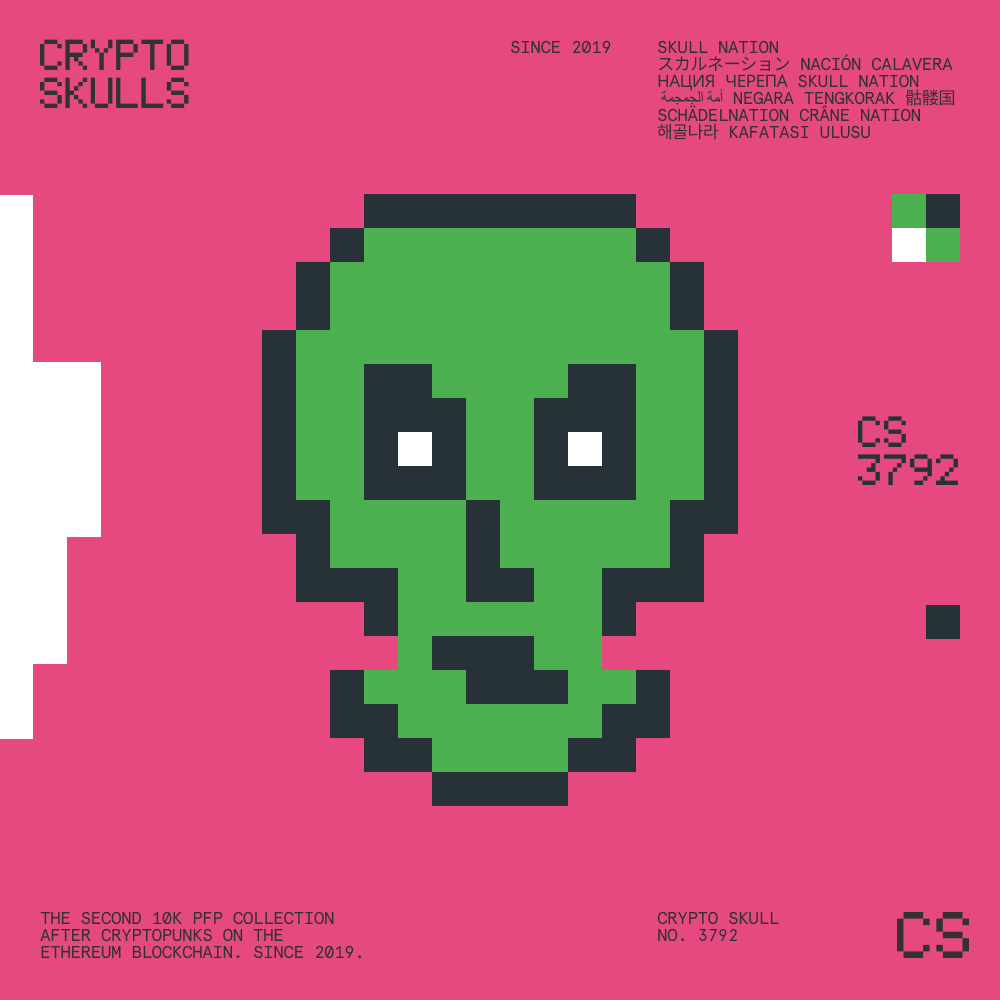 CRYPTO
SKULLS
SINCE 2019
SKULL NATION
スカルネーション NACIÓN CALAVERA
НАЦИЯ ЧЕРЕПА SKULL NATION
أمة الجمجمة NEGARA TENGKORAK 骷髅国
SCHÄDELNATION CRÂNE NATION
해골나라 KAFATASI ULUSU
CS
3792
THE SECOND 10K PFP COLLECTION
AFTER CRYPTOPUNKS ON THE
ETHEREUM BLOCKCHAIN. SINCE 2019.
CRYPTO SKULL
NO. 3792
CS